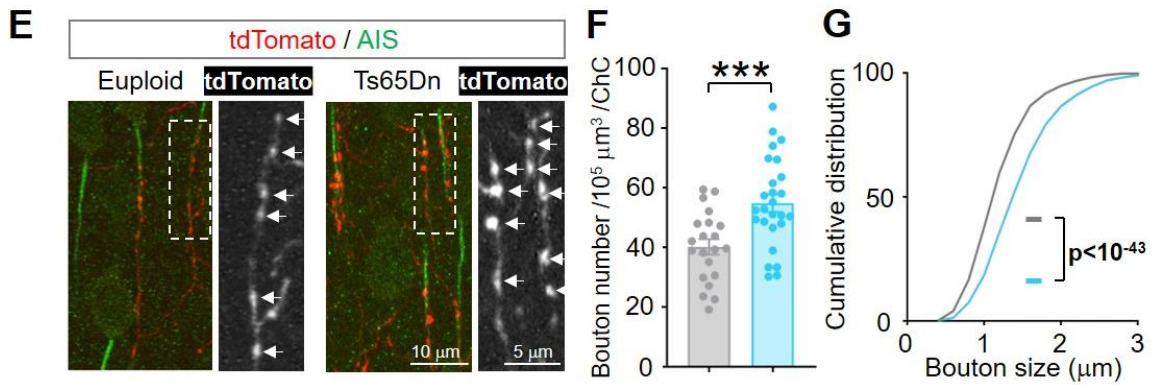 E
tdTomato / AIS
Euploid tdTomato Ts65Dn tdTomato
10 μm
5 μm
F
Bouton number /10⁵ μm³ /ChC
100
80
60
40
20
0
***
G
Cumulative distribution
100
50
0
p<10⁻⁴³
0 1 2 3
Bouton size (μm)